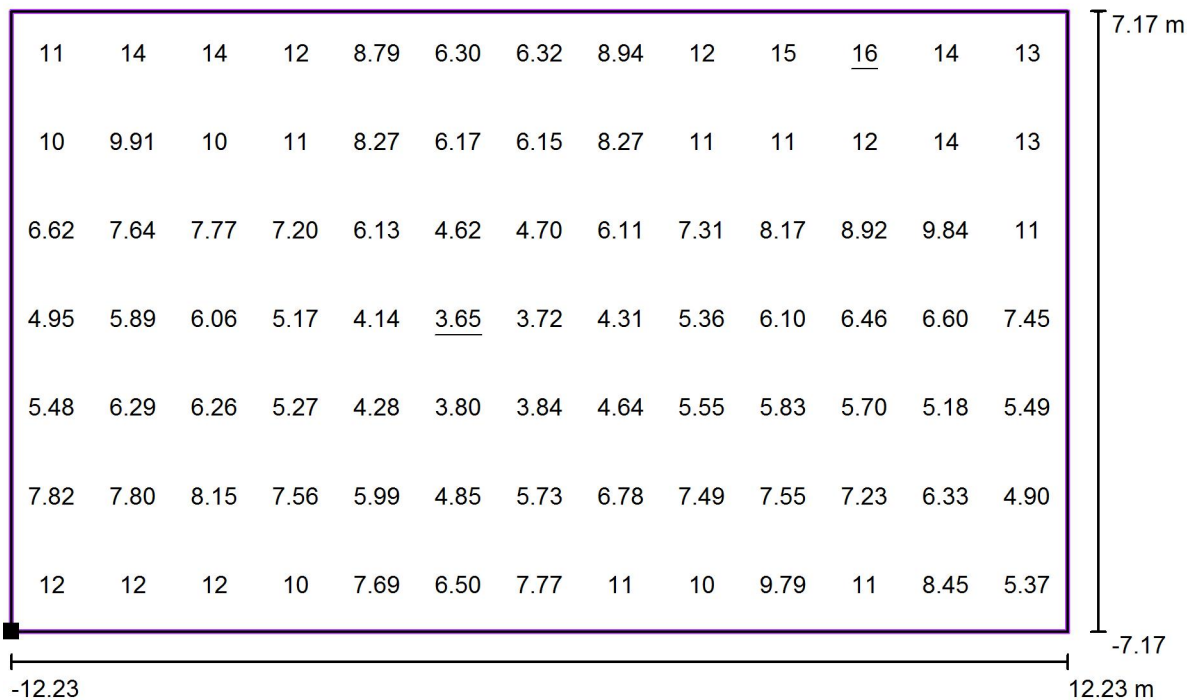 7.17 m
11 14 14 12 8.79 6.30 6.32 8.94 12 15 16 14 13
10 9.91 10 11 8.27 6.17 6.15 8.27 11 11 12 14 13
6.62 7.64 7.77 7.20 6.13 4.62 4.70 6.11 7.31 8.17 8.92 9.84 11
4.95 5.89 6.06 5.17 4.14 3.65 3.72 4.31 5.36 6.10 6.46 6.60 7.45
5.48 6.29 6.26 5.27 4.28 3.80 3.84 4.64 5.55 5.83 5.70 5.18 5.49
7.82 7.80 8.15 7.56 5.99 4.85 5.73 6.78 7.49 7.55 7.23 6.33 4.90
12 12 12 10 7.69 6.50 7.77 11 10 9.79 11 8.45 5.37
-7.17
-12.23 12.23 m